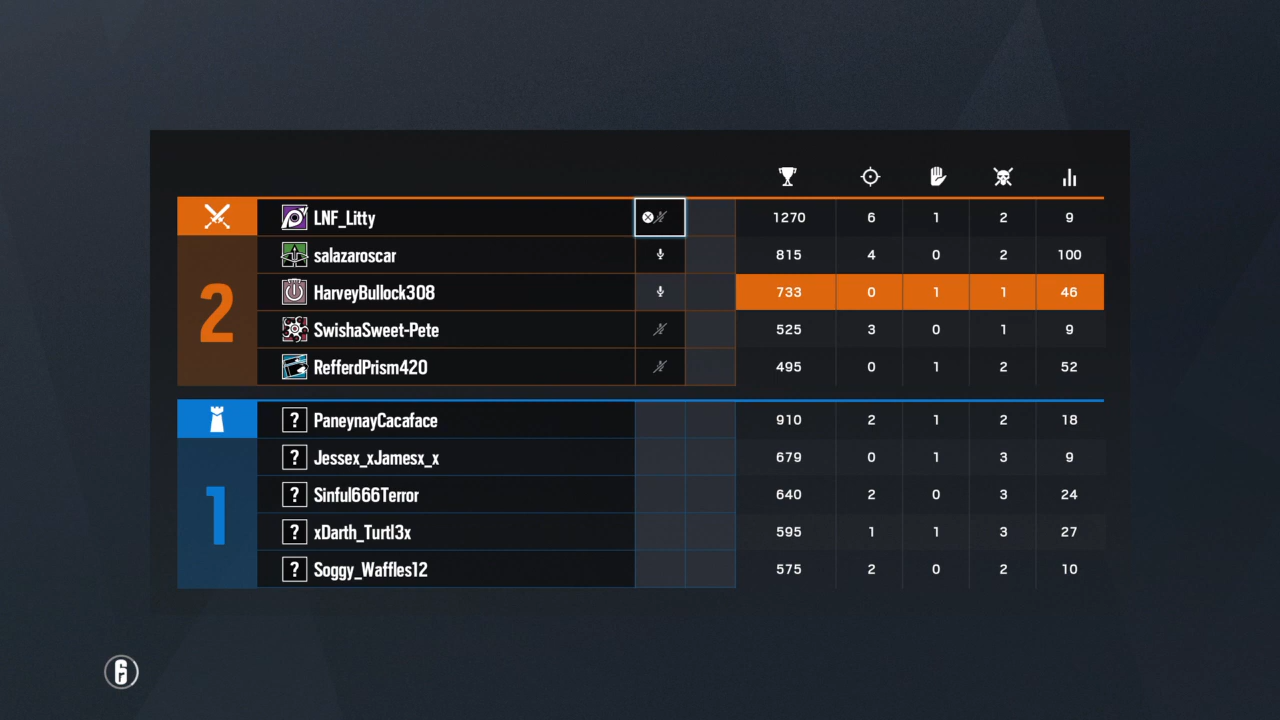 LNF_Litty 1270 6 1 2 9
salazaroscar 815 4 0 2 100
2 HarveyBullock308 733 0 1 1 46
SwishaSweet-Pete 525 3 0 1 9
RefferdPrism420 495 0 1 2 52
? PaneynayCacaface 910 2 1 2 18
? Jessex_xJamesx_x 679 0 1 3 9
? Sinful666Terror 640 2 0 3 24
1 ? xDarth_Turtl3x 595 1 1 3 27
? Soggy_Waffles12 575 2 0 2 10
6